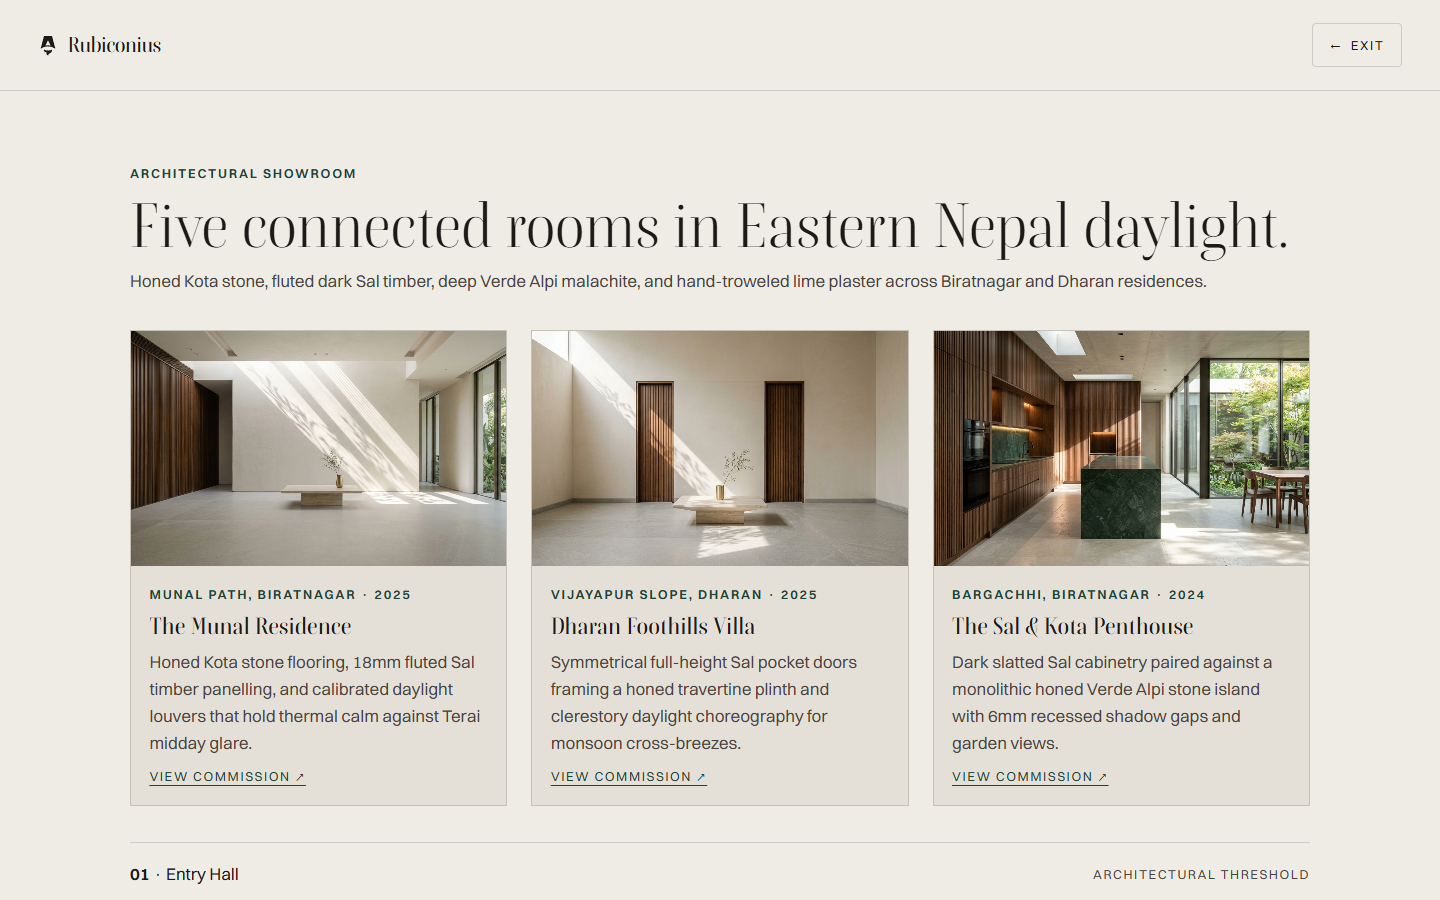 Rubiconius
← EXIT
ARCHITECTURAL SHOWROOM
Five connected rooms in Eastern Nepal daylight.
Honed Kota stone, fluted dark Sal timber, deep Verde Alpi malachite, and hand-troweled lime plaster across Biratnagar and Dharan residences.
MUNAL PATH, BIRATNAGAR · 2025
The Munal Residence
Honed Kota stone flooring, 18mm fluted Sal
timber panelling, and calibrated daylight
louvers that hold thermal calm against Terai
midday glare.
VIEW COMMISSION ↗
VIJAYAPUR SLOPE, DHARAN · 2025
Dharan Foothills Villa
Symmetrical full-height Sal pocket doors
framing a honed travertine plinth and
clerestory daylight choreography for
monsoon cross-breezes.
VIEW COMMISSION ↗
BARGACHHI, BIRATNAGAR · 2024
The Sal & Kota Penthouse
Dark slatted Sal cabinetry paired against a
monolithic honed Verde Alpi stone island
with 6mm recessed shadow gaps and
garden views.
VIEW COMMISSION ↗
01 · Entry Hall
ARCHITECTURAL THRESHOLD